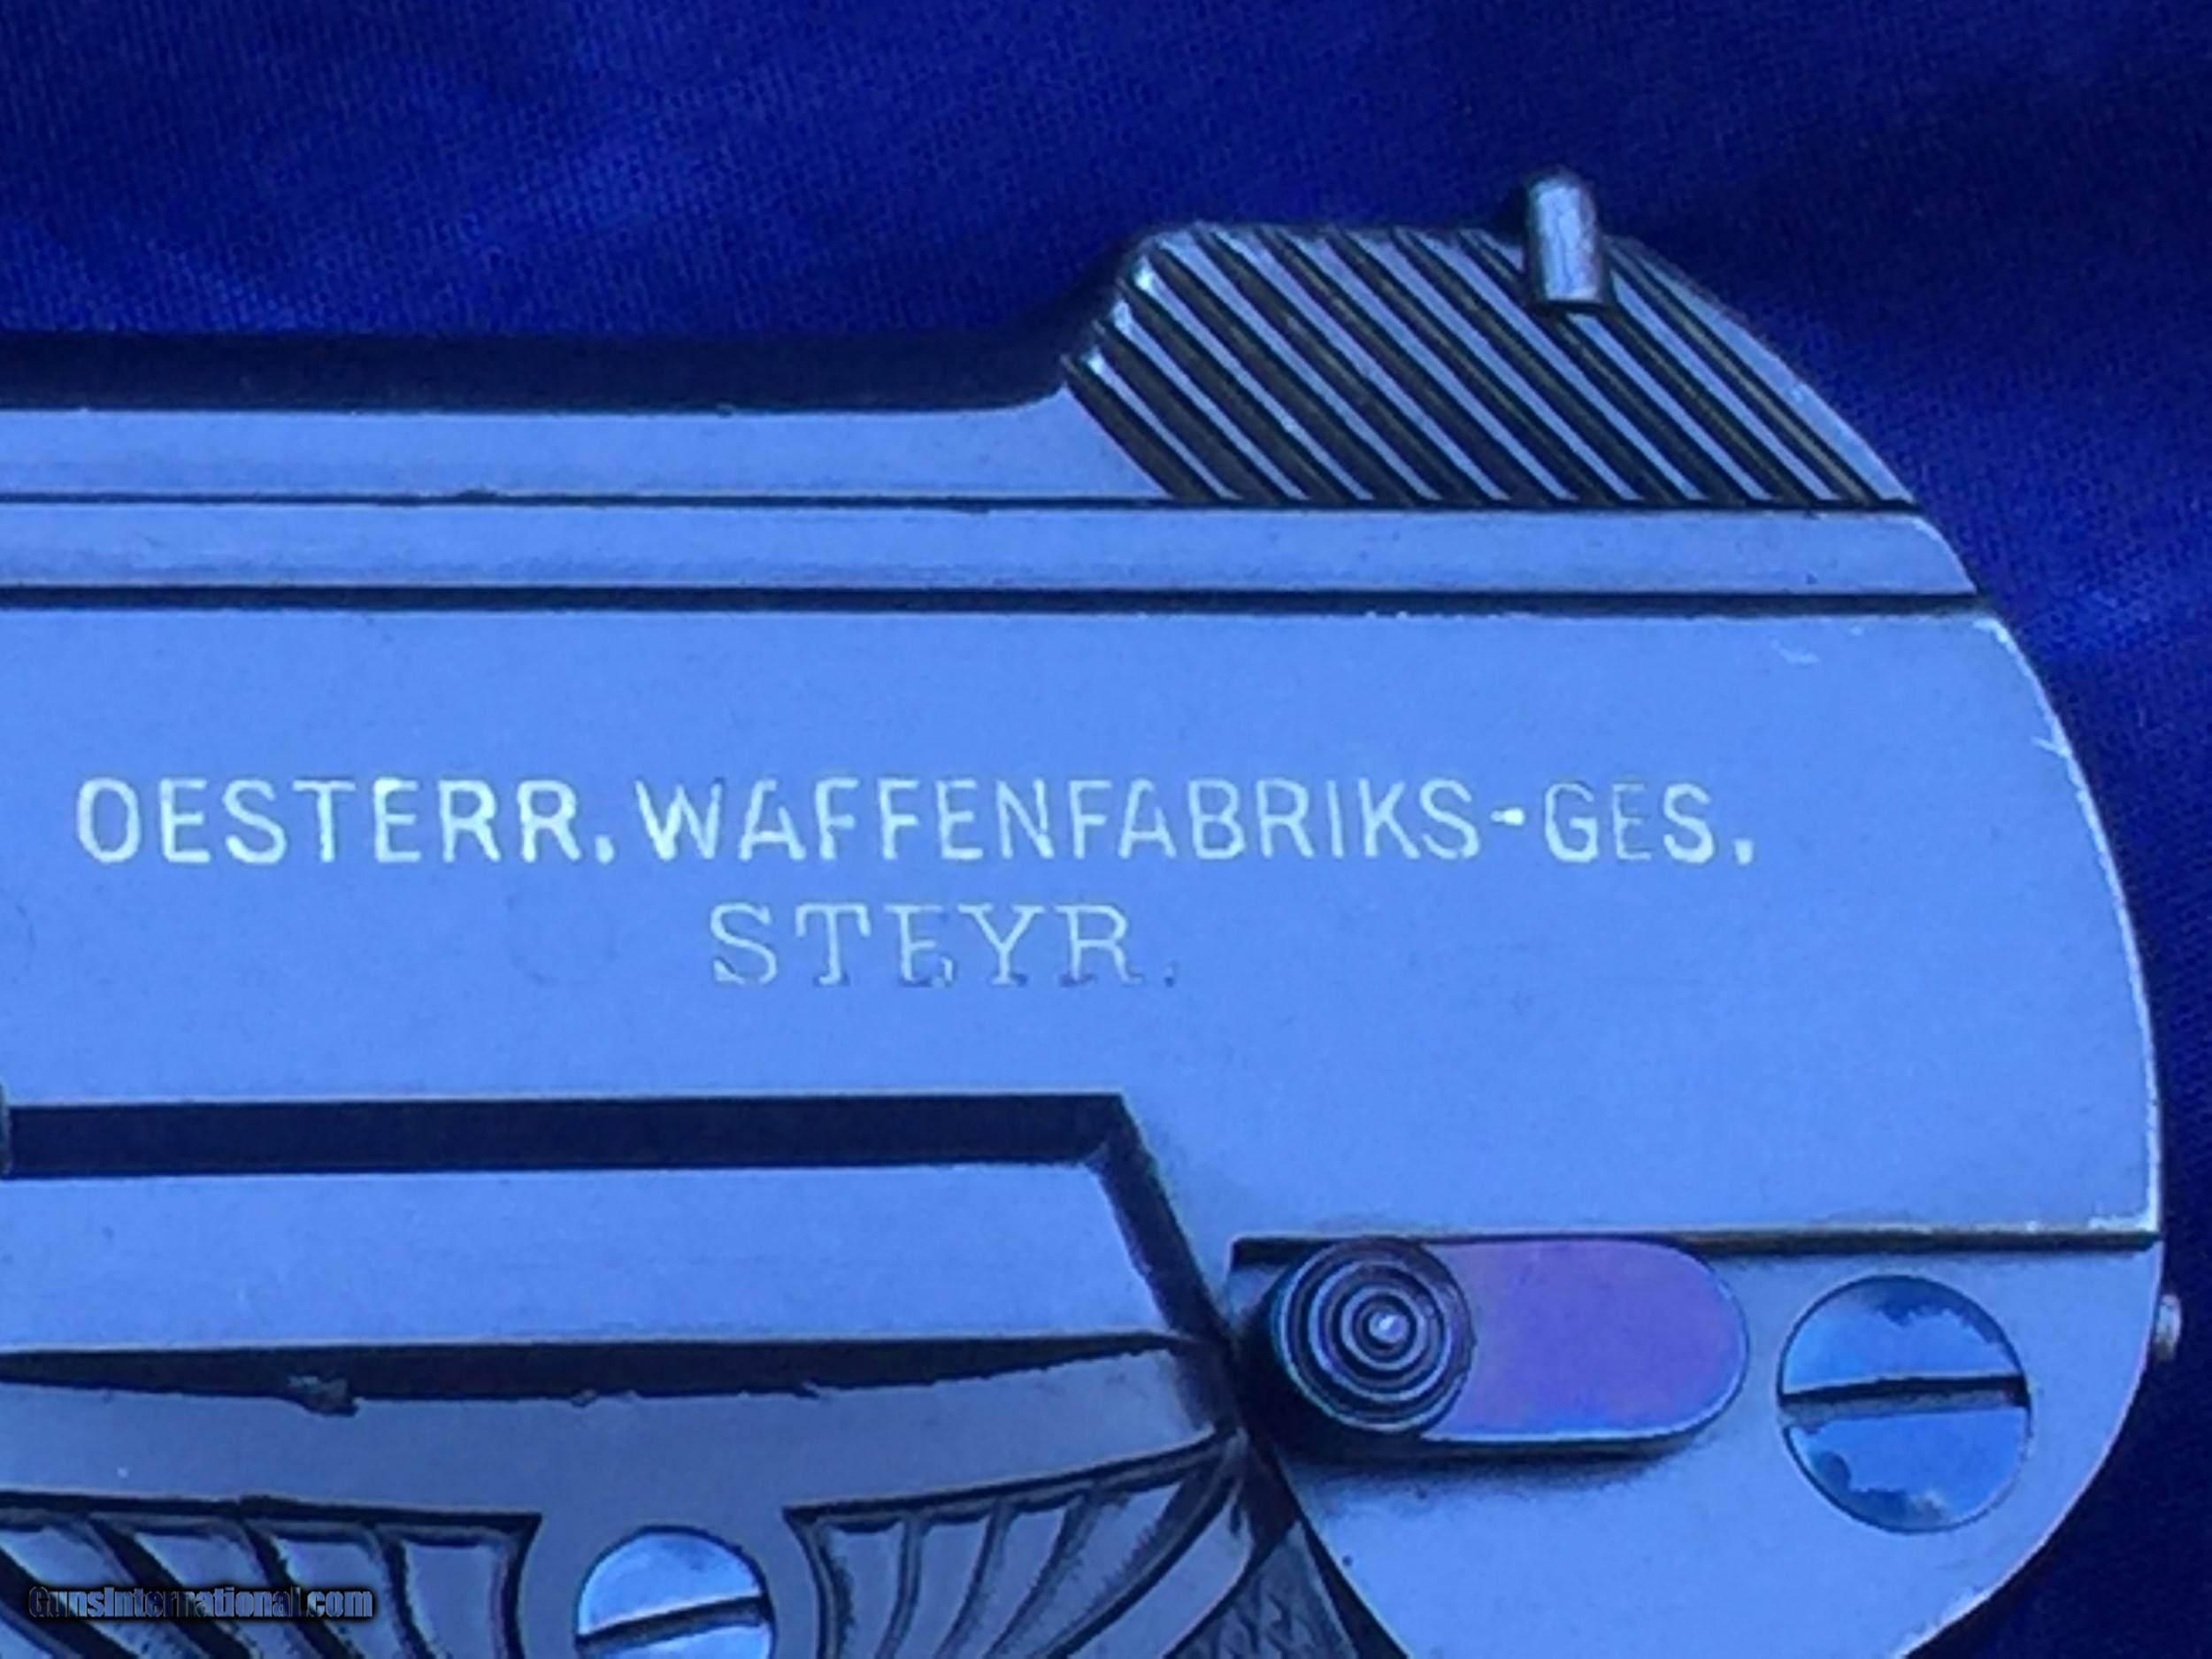 OESTERR.WAFFENFABRIKS-GES.
STEYR.
GunsInternational.com